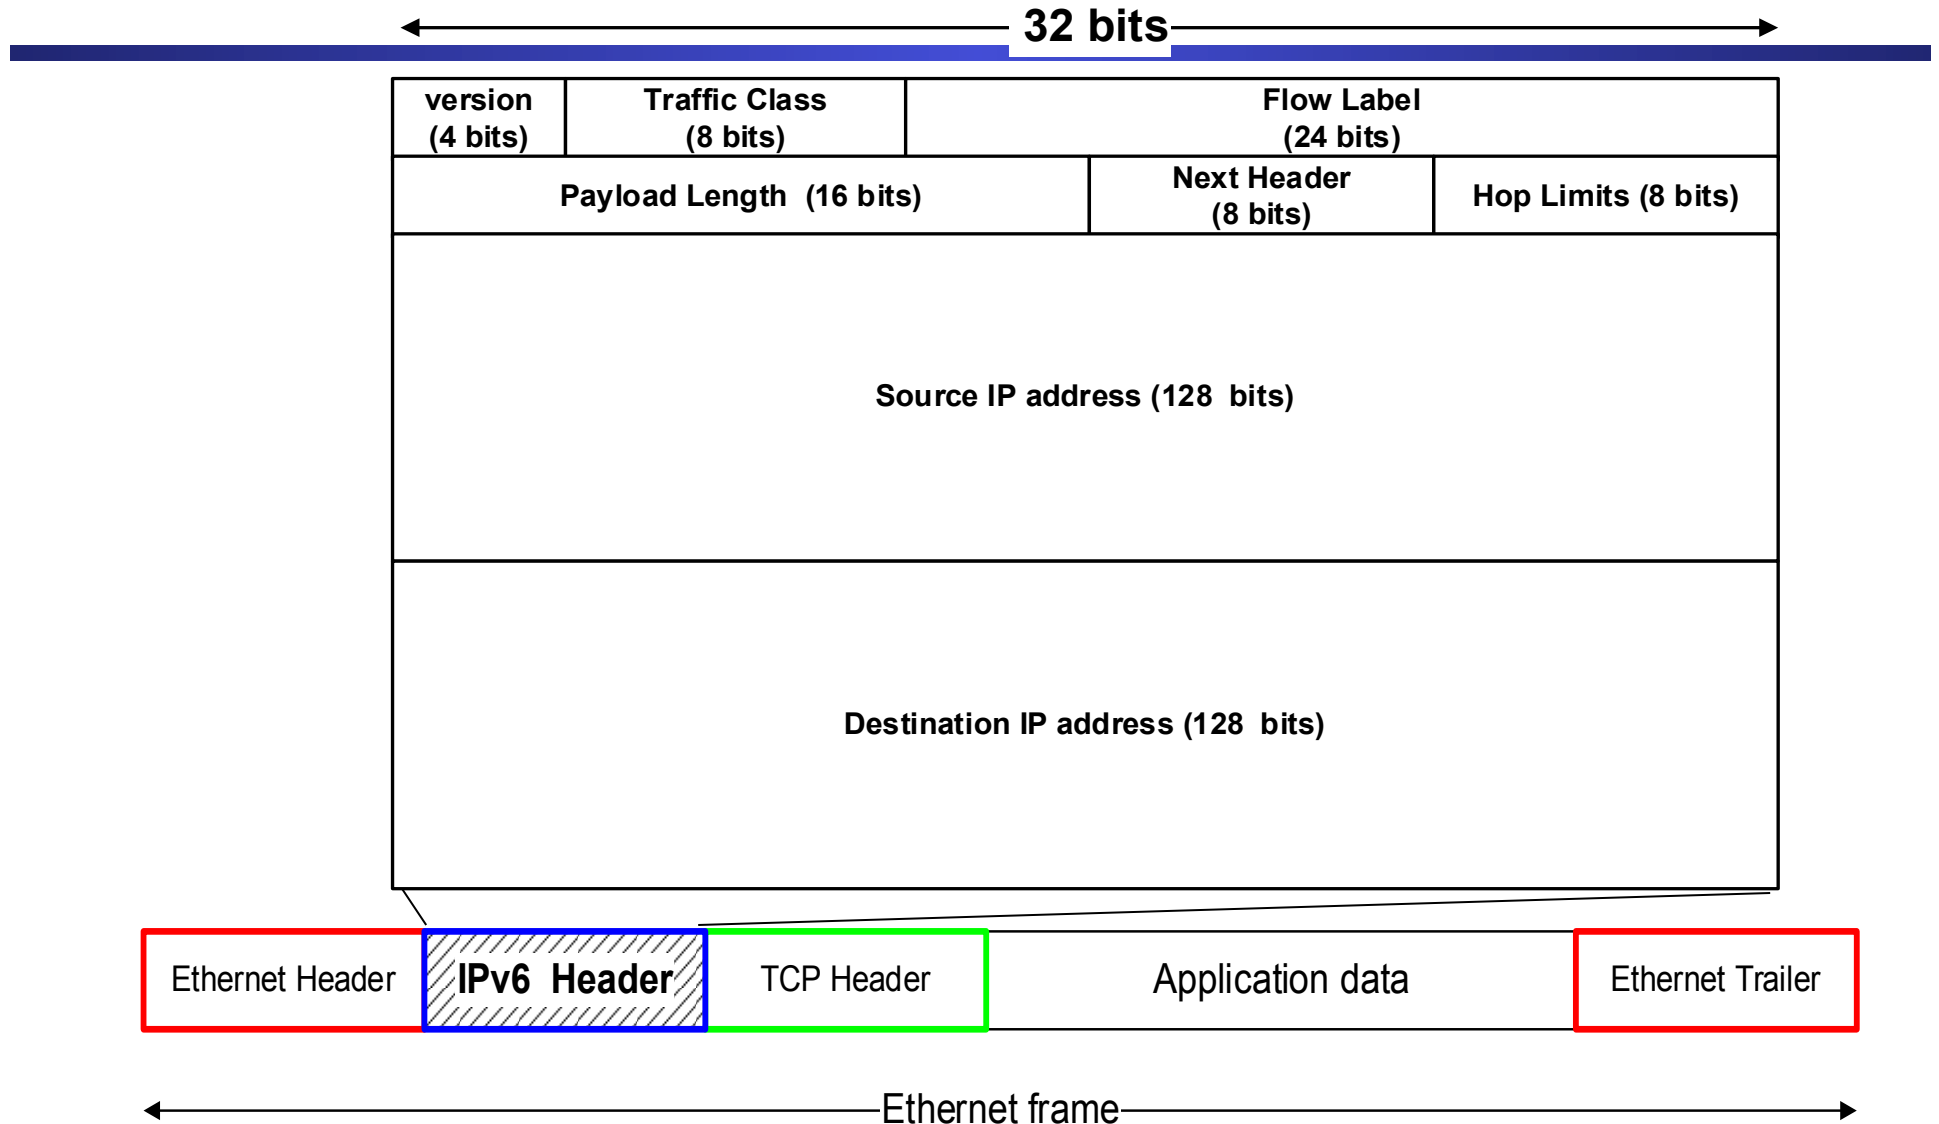 32 bits
version
(4 bits)
Traffic Class
(8 bits)
Flow Label
(24 bits)
Payload Length  (16 bits)
Next Header
(8 bits)
Hop Limits (8 bits)
Source IP address (128  bits)
Destination IP address (128  bits)
Ethernet Header
IPv6  Header
TCP Header
Application data
Ethernet Trailer
Ethernet frame